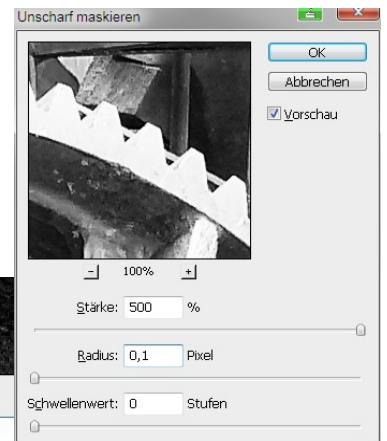 Unscharf maskieren
OK
Abbrechen
Vorschau
- 100% +
Stärke: 500 %
Radius: 0,1 Pixel
Schwellenwert: 0 Stufen